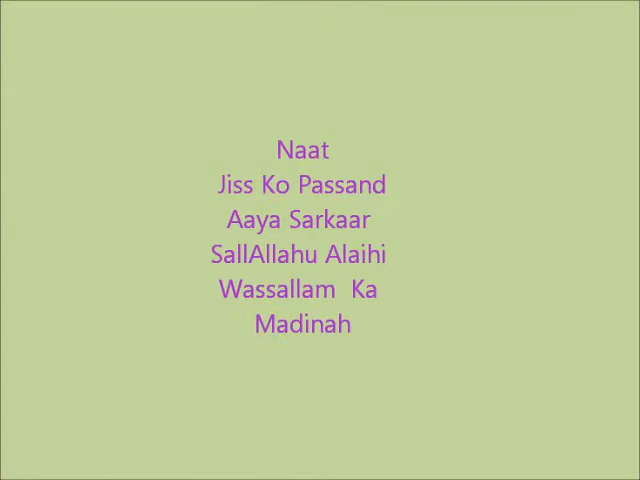 Naat
Jiss Ko Passand
Aaya Sarkaar
SallAllahu Alaihi
Wassallam  Ka
Madinah